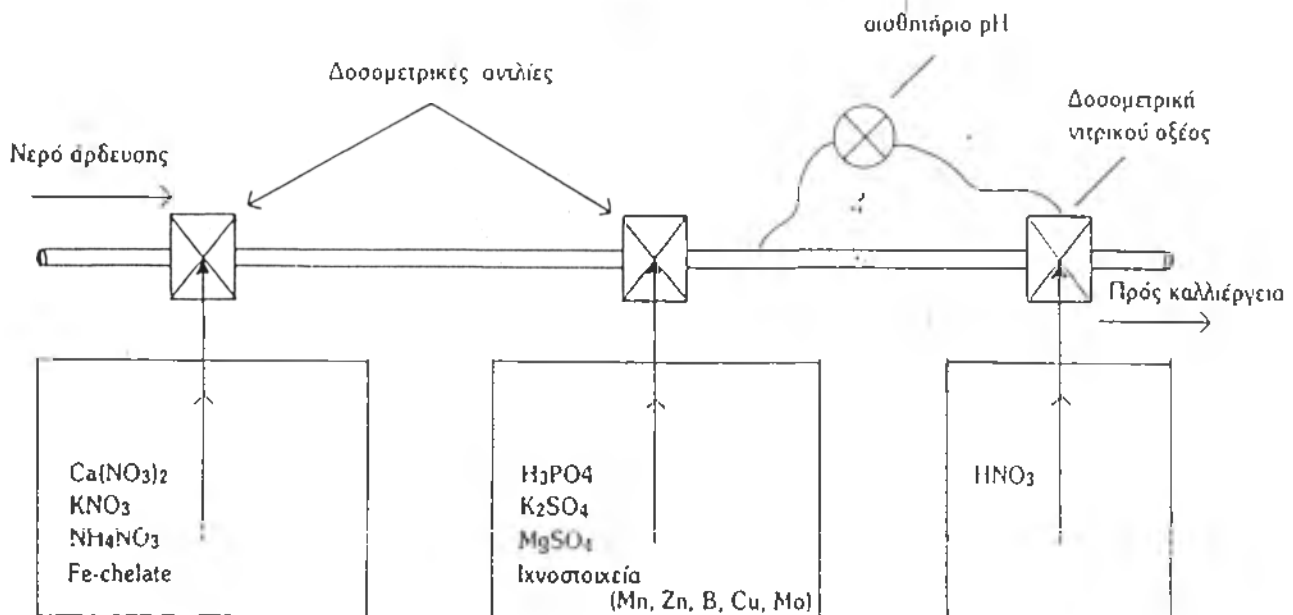 αισθητήριο pH
Δοσομετρικές αντλίες
Δοσομετρική
νιτρικού οξέος
Νερό άρδευσης
Πρός καλλιέργεια
Ca(NO3)2
KNO3
NH4NO3
Fe-chelate
H3PO4
K2SO4
MgSO4
Ιχνοστοιχεία
(Mn, Zn, B, Cu, Mo)
HNO3